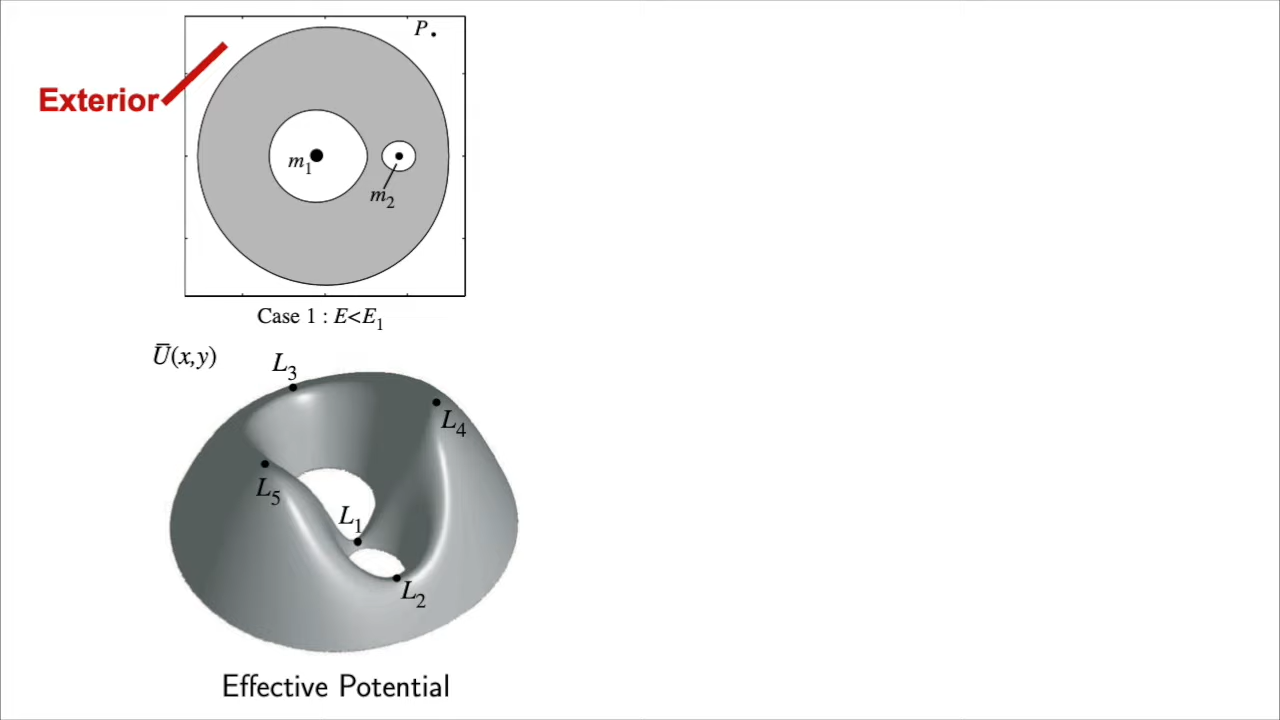 P
Exterior
m1
m2
Case 1 : E<E1
Ū(x,y)
L3
L4
L5
L1
L2
Effective Potential